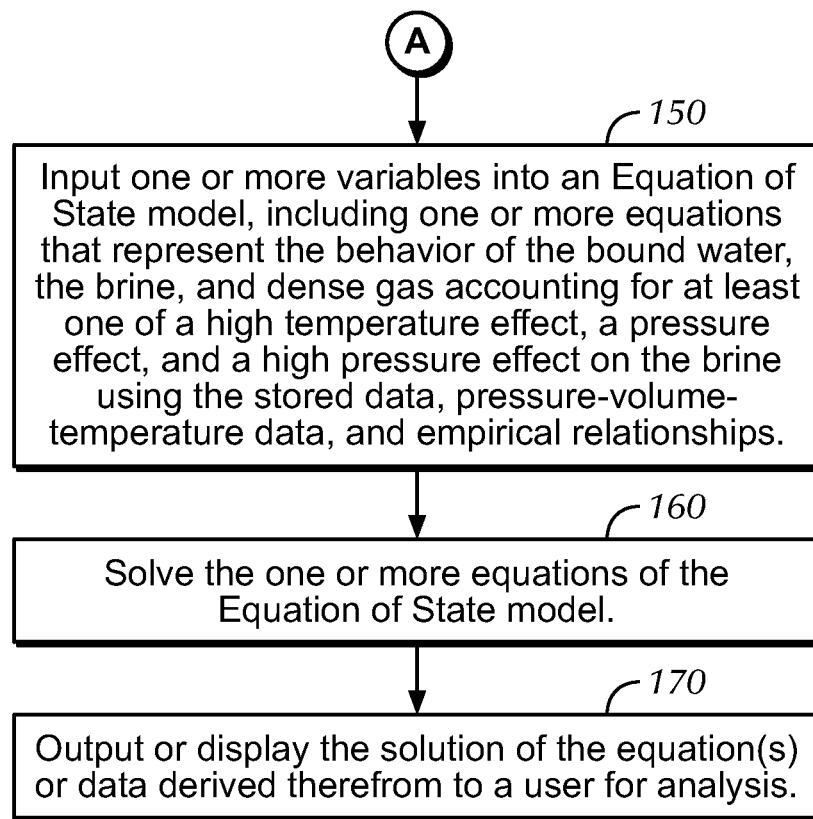 A
150
Input one or more variables into an Equation of
State model, including one or more equations
that represent the behavior of the bound water,
the brine, and dense gas accounting for at least
one of a high temperature effect, a pressure
effect, and a high pressure effect on the brine
using the stored data, pressure-volume-
temperature data, and empirical relationships.
160
Solve the one or more equations of the
Equation of State model.
170
Output or display the solution of the equation(s)
or data derived therefrom to a user for analysis.